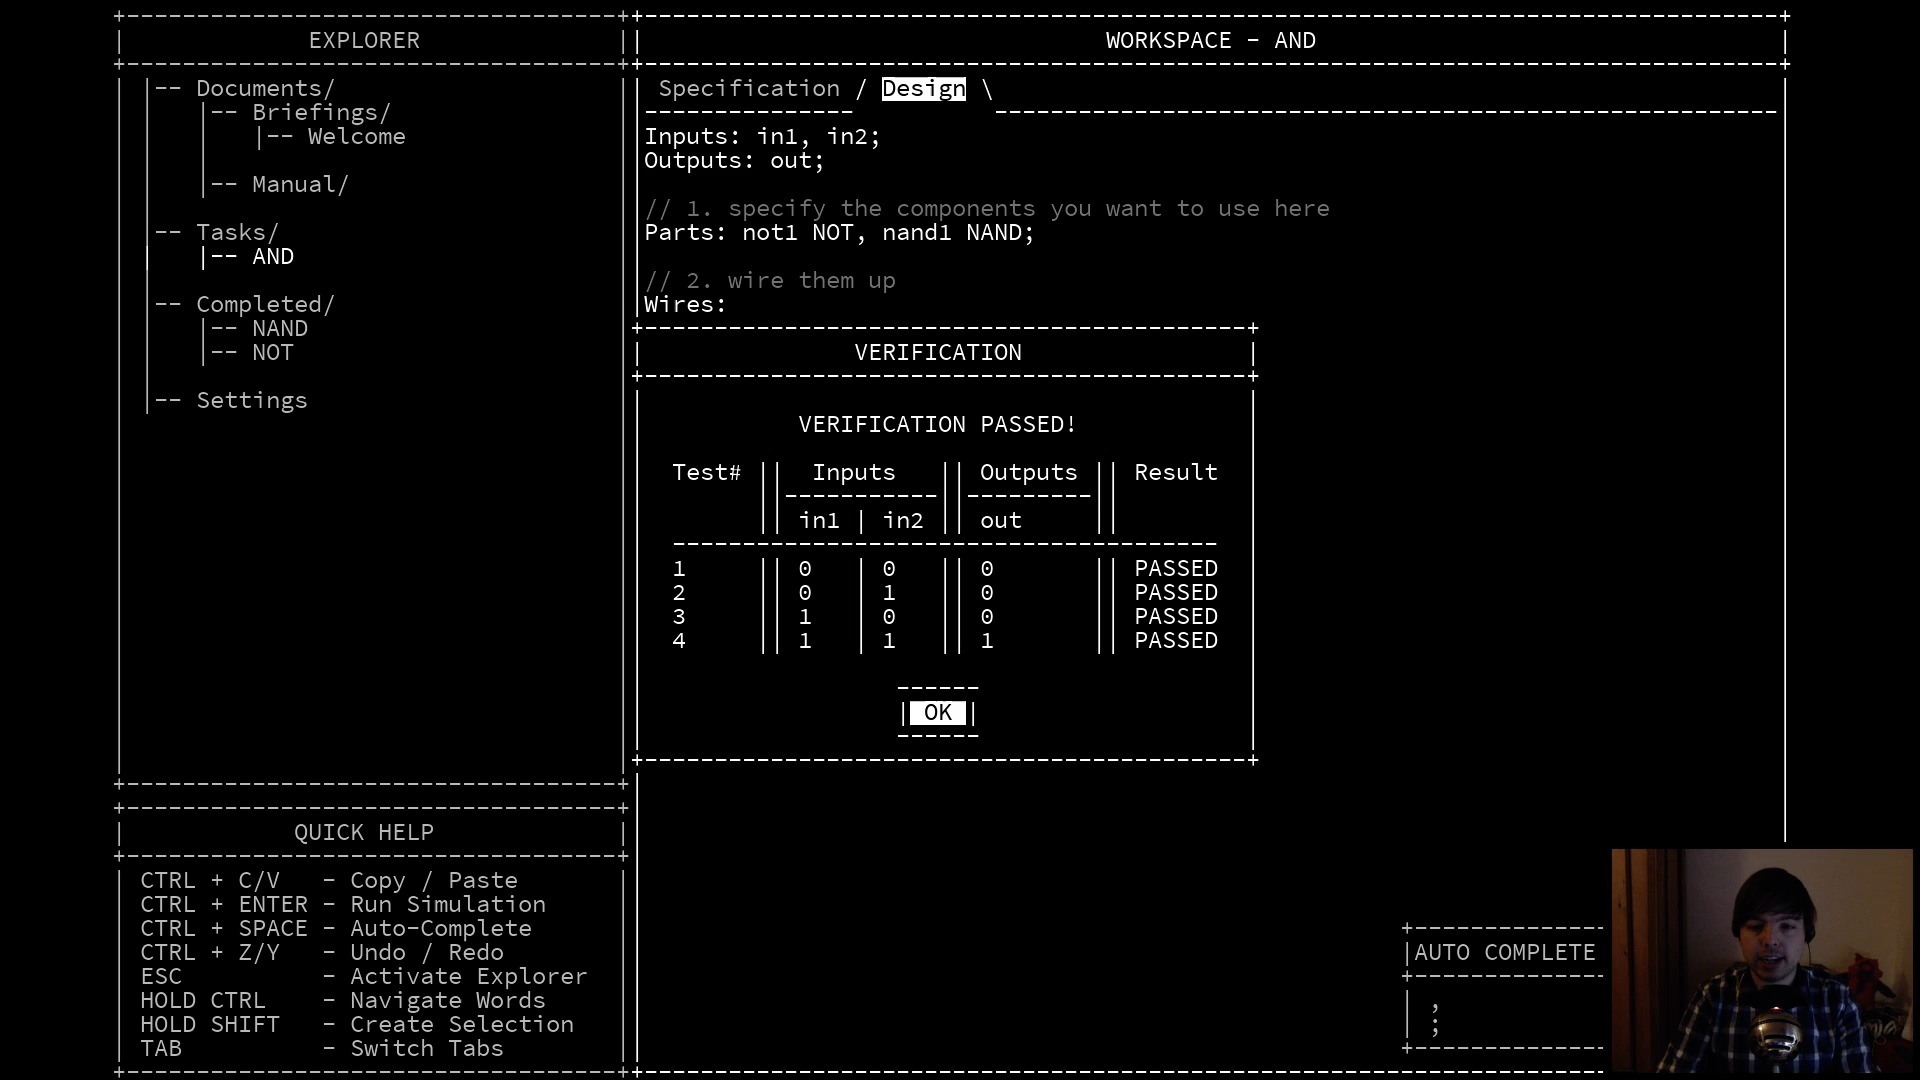 EXPLORER
|-- Documents/
|-- Briefings/
|-- Welcome
|-- Manual/
|-- Tasks/
|-- AND
|-- Completed/
|-- NAND
|-- NOT
|-- Settings
QUICK HELP
CTRL + C/V - Copy / Paste
CTRL + ENTER - Run Simulation
CTRL + SPACE - Auto-Complete
CTRL + Z/Y - Undo / Redo
ESC - Activate Explorer
HOLD CTRL - Navigate Words
HOLD SHIFT - Create Selection
TAB - Switch Tabs
WORKSPACE - AND
Specification / Design \
Inputs: in1, in2;
Outputs: out;
// 1. specify the components you want to use here
Parts: not1 NOT, nand1 NAND;
// 2. wire them up
Wires:
VERIFICATION
VERIFICATION PASSED!
Test# || Inputs || Outputs || Result
|| in1 | in2 || out ||
1 || 0 | 0 || 0 || PASSED
2 || 0 | 1 || 0 || PASSED
3 || 1 | 0 || 0 || PASSED
4 || 1 | 1 || 1 || PASSED
| OK |
AUTO COMPLETE
,
;